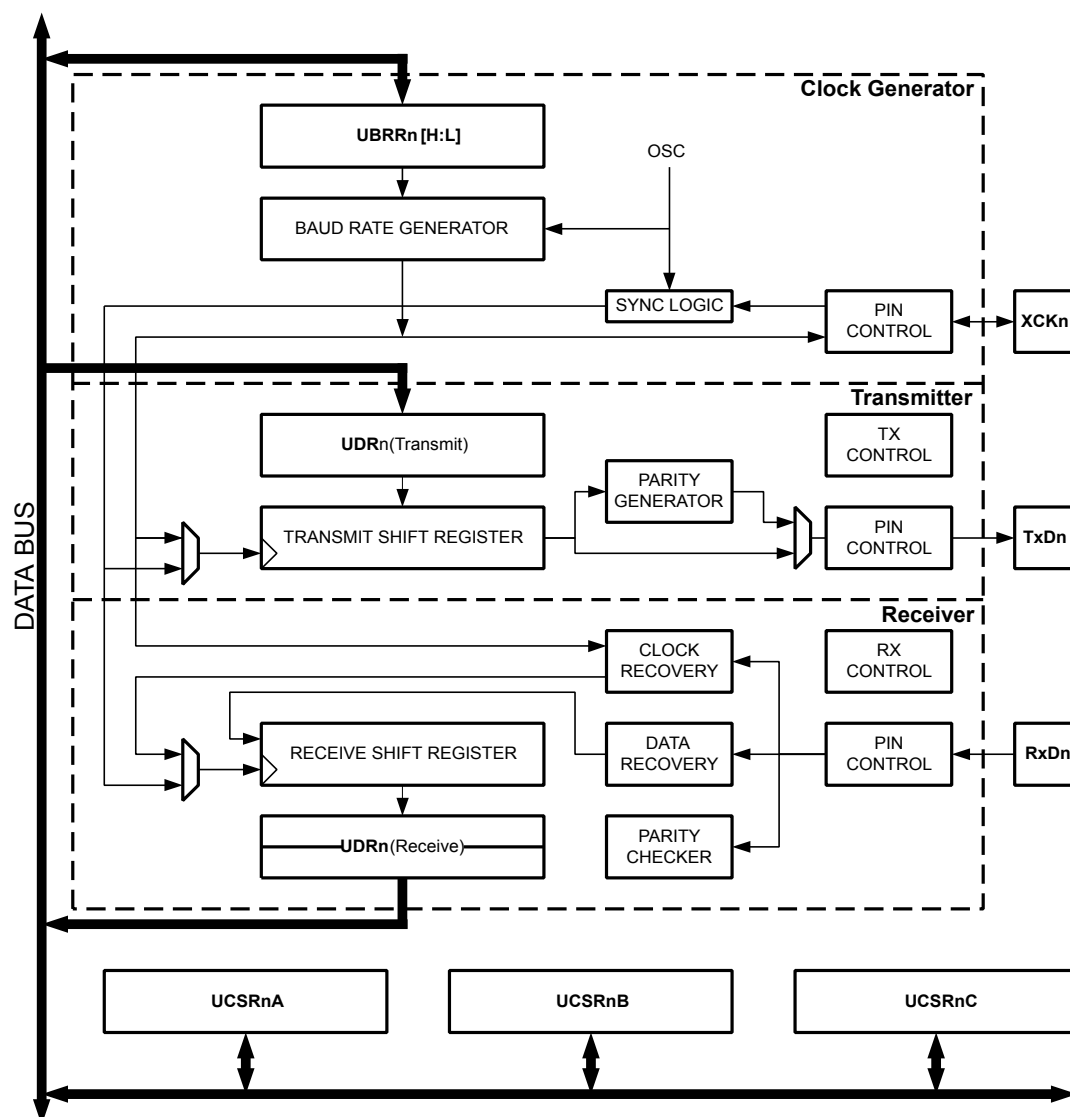 Clock Generator
UBRRn [H:L]
OSC
BAUD RATE GENERATOR
SYNC LOGIC
PIN
CONTROL
XCKn
Transmitter
UDRn(Transmit)
TX
CONTROL
PARITY
GENERATOR
TRANSMIT SHIFT REGISTER
PIN
CONTROL
TxDn
DATA BUS
Receiver
CLOCK
RECOVERY
RX
CONTROL
RECEIVE SHIFT REGISTER
DATA
RECOVERY
PIN
CONTROL
RxDn
UDRn(Receive)
PARITY
CHECKER
UCSRnA
UCSRnB
UCSRnC